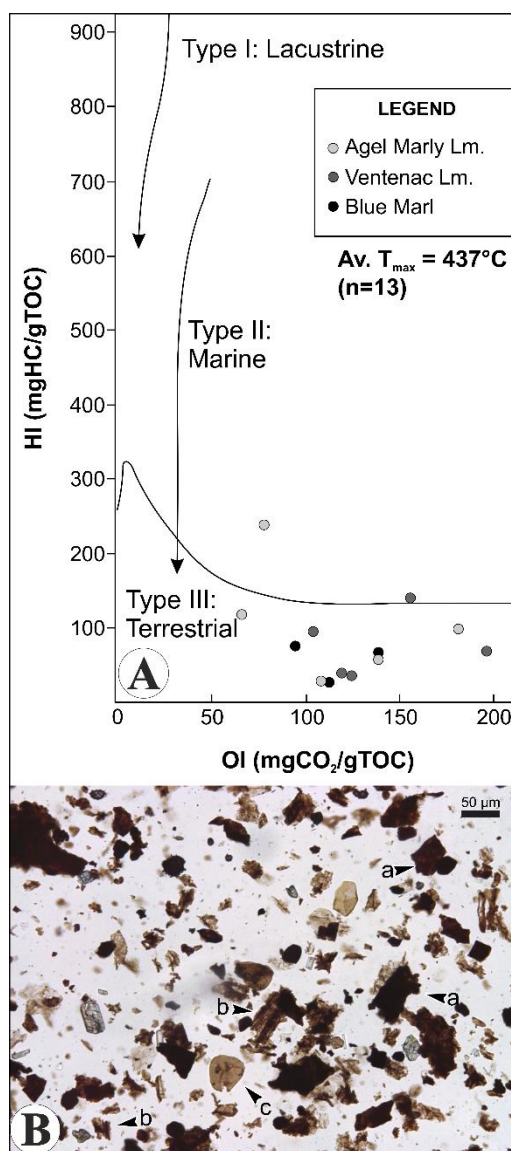 900
Type I: Lacustrine
800
LEGEND
Agel Marly Lm.
Ventenac Lm.
Blue Marl
700
Av. Tmax = 437°C
(n=13)
600
Type II:
Marine
500
HI (mgHC/gTOC)
400
300
200
Type III:
Terrestrial
100
A
0
50
100
150
200
OI (mgCO₂/gTOC)
50 µm
a
a
b
c
b
B